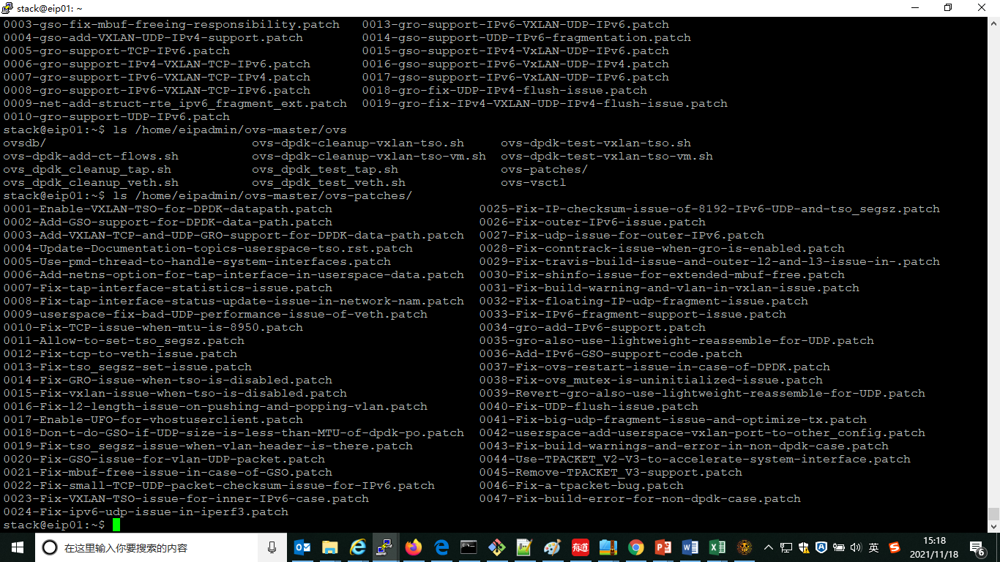 stack@eip01: ~
0003-gso-fix-mbuf-freeing-responsibility.patch   0013-gro-support-IPv6-VXLAN-UDP-IPv6.patch
0004-gso-add-VXLAN-UDP-IPv4-support.patch        0014-gso-support-UDP-IPv6-fragmentation.patch
0005-gro-support-TCP-IPv6.patch                  0015-gso-support-IPv4-VxLAN-UDP-IPv6.patch
0006-gro-support-IPv4-VXLAN-TCP-IPv6.patch       0016-gso-support-IPv6-VxLAN-UDP-IPv4.patch
0007-gro-support-IPv6-VXLAN-TCP-IPv4.patch       0017-gso-support-IPv6-VxLAN-UDP-IPv6.patch
0008-gro-support-IPv6-VXLAN-TCP-IPv6.patch       0018-gro-fix-UDP-IPv4-flush-issue.patch
0009-net-add-struct-rte_ipv6_fragment_ext.patch  0019-gro-fix-IPv4-VXLAN-UDP-IPv4-flush-issue.patch
0010-gro-support-UDP-IPv6.patch
stack@eip01:~$ ls /home/eipadmin/ovs-master/ovs
ovsdb/                            ovs-dpdk-cleanup-vxlan-tso.sh     ovs-dpdk-test-vxlan-tso.sh
ovs-dpdk-add-ct-flows.sh          ovs-dpdk-cleanup-vxlan-tso-vm.sh  ovs-dpdk-test-vxlan-tso-vm.sh
ovs_dpdk_cleanup_tap.sh           ovs_dpdk_test_tap.sh              ovs-patches/
ovs_dpdk_cleanup_veth.sh          ovs_dpdk_test_veth.sh             ovs-vsctl
stack@eip01:~$ ls /home/eipadmin/ovs-master/ovs-patches/
0001-Enable-VXLAN-TSO-for-DPDK-datapath.patch                    0025-Fix-IP-checksum-issue-of-8192-IPv6-UDP-and-tso_segsz.patch
0002-Add-GSO-support-for-DPDK-data-path.patch                    0026-Fix-outer-IPv6-issue.patch
0003-Add-VXLAN-TCP-and-UDP-GRO-support-for-DPDK-data-path.patch  0027-Fix-udp-issue-for-outer-IPv6.patch
0004-Update-Documentation-topics-userspace-tso.rst.patch         0028-Fix-conntrack-issue-when-gro-is-enabled.patch
0005-Use-pmd-thread-to-handle-system-interfaces.patch            0029-Fix-travis-build-issue-and-outer-l2-and-l3-issue-in-.patch
0006-Add-netns-option-for-tap-interface-in-userspace-data.patch  0030-Fix-shinfo-issue-for-extended-mbuf-free.patch
0007-Fix-tap-interface-statistics-issue.patch                    0031-Fix-build-warning-and-vlan-in-vxlan-issue.patch
0008-Fix-tap-interface-status-update-issue-in-network-nam.patch  0032-Fix-floating-IP-udp-fragment-issue.patch
0009-userspace-fix-bad-UDP-performance-issue-of-veth.patch       0033-Fix-IPv6-fragment-support-issue.patch
0010-Fix-TCP-issue-when-mtu-is-8950.patch                        0034-gro-add-IPv6-support.patch
0011-Allow-to-set-tso_segsz.patch                                0035-gro-also-use-lightweight-reassemble-for-UDP.patch
0012-Fix-tcp-to-veth-issue.patch                                 0036-Add-IPv6-GSO-support-code.patch
0013-Fix-tso_segsz-set-issue.patch                               0037-Fix-ovs-restart-issue-in-case-of-DPDK.patch
0014-Fix-GRO-issue-when-tso-is-disabled.patch                    0038-Fix-ovs_mutex-is-uninitialized-issue.patch
0015-Fix-vxlan-issue-when-tso-is-disabled.patch                  0039-Revert-gro-also-use-lightweight-reassemble-for-UDP.patch
0016-Fix-l2-length-issue-on-pushing-and-popping-vlan.patch       0040-Fix-UDP-flush-issue.patch
0017-Enable-UFO-for-vhostuserclient.patch                        0041-Fix-big-udp-fragment-issue-and-optimize-tx.patch
0018-Don-t-do-GSO-if-UDP-size-is-less-than-MTU-of-dpdk-po.patch  0042-userspace-add-userspace-vxlan-port-to-other_config.patch
0019-Fix-tso_segsz-issue-when-vlan-header-is-there.patch         0043-Fix-build-warnings-and-error-in-non-dpdk-case.patch
0020-Fix-GSO-issue-for-vlan-UDP-packet.patch                     0044-Use-TPACKET_V2-V3-to-accelerate-system-interface.patch
0021-Fix-mbuf-free-issue-in-case-of-GSO.patch                    0045-Remove-TPACKET_V3-support.patch
0022-Fix-small-TCP-UDP-packet-checksum-issue-for-IPv6.patch      0046-Fix-a-tpacket-bug.patch
0023-Fix-VXLAN-TSO-issue-for-inner-IPv6-case.patch               0047-Fix-build-error-for-non-dpdk-case.patch
0024-Fix-ipv6-udp-issue-in-iperf3.patch
stack@eip01:~$
在这里输入你要搜索的内容
有道
英
15:18
2021/11/18
6